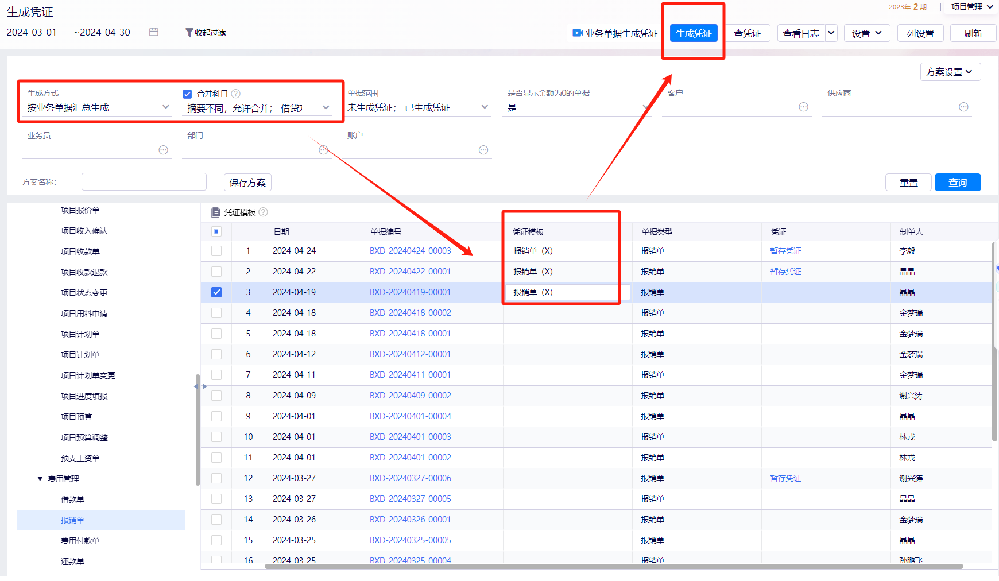 生成凭证
2023年 2 期
项目管理
2024-03-01 ~2024-04-30
收起过滤
业务单据生成凭证
生成凭证
查凭证
查看日志
设置
列设置
刷新
方案设置
生成方式
合并科目
单据范围
是否显示金额为0的单据
客户
供应商
按业务单据汇总生成
摘要不同，允许合并； 借贷
未生成凭证； 已生成凭证
是
业务员
部门
账户
方案名称：
保存方案
重置
查询
项目报价单
项目收入确认
项目收款单
项目收款退款
项目状态变更
项目用料申请
项目计划单
项目计划单
项目计划单变更
项目进度填报
项目预算
项目预算调整
预支工资单
费用管理
借款单
报销单
费用付款单
还款单
凭证模板
日期 单据编号 凭证模板 单据类型 凭证 制单人
1 2024-04-24 BXD-20240424-00003 报销单（X） 报销单 暂存凭证 李毅
2 2024-04-22 BXD-20240422-00001 报销单（X） 报销单 暂存凭证 晶晶
3 2024-04-19 BXD-20240419-00001 报销单（X） 报销单 晶晶
4 2024-04-18 BXD-20240418-00002 报销单 金梦瑞
5 2024-04-18 BXD-20240418-00001 报销单 金梦瑞
6 2024-04-12 BXD-20240412-00001 报销单 金梦瑞
7 2024-04-11 BXD-20240411-00001 报销单 金梦瑞
8 2024-04-09 BXD-20240409-00002 报销单 谢兴涛
9 2024-04-01 BXD-20240401-00004 报销单 晶晶
10 2024-04-01 BXD-20240401-00003 报销单 林戎
11 2024-04-01 BXD-20240401-00002 报销单 林戎
12 2024-03-27 BXD-20240327-00006 报销单 暂存凭证 谢兴涛
13 2024-03-27 BXD-20240327-00005 报销单 晶晶
14 2024-03-26 BXD-20240326-00001 报销单 金梦瑞
15 2024-03-25 BXD-20240325-00005 报销单 晶晶
16 2024-03-25 BXD-20240325-00004 报销单 孙鹏飞